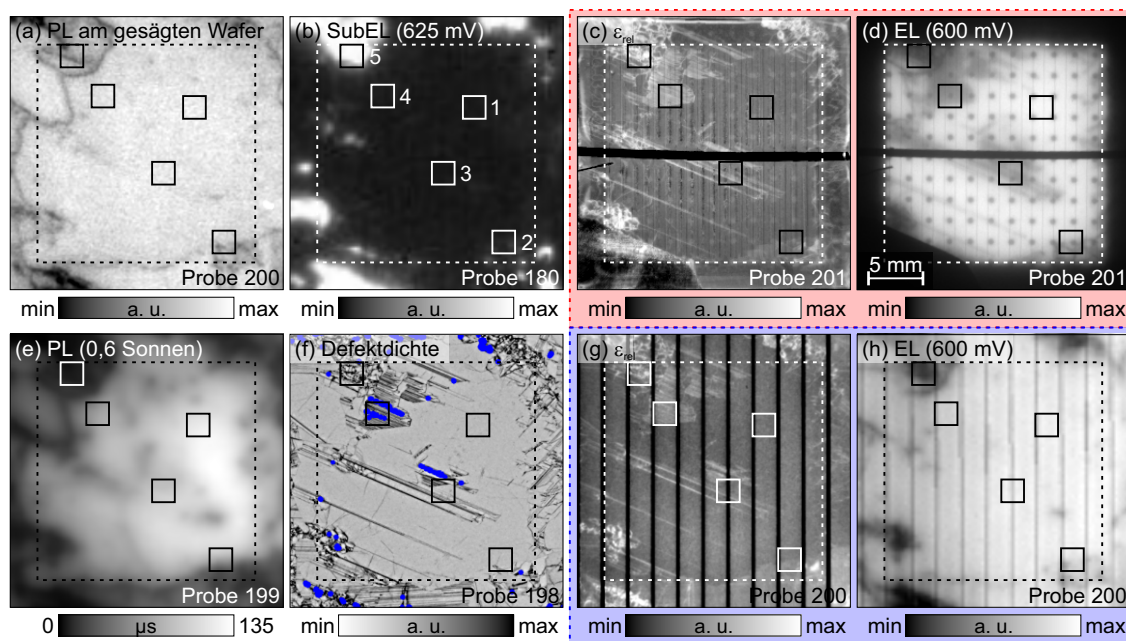 (a) PL am gesägten Wafer
Probe 200
min a. u. max
(b) SubEL (625 mV)
5
4
1
3
2
Probe 180
min a. u. max
(c) εrel
Probe 201
min a. u. max
(d) EL (600 mV)
5 mm
Probe 201
min a. u. max
(e) PL (0,6 Sonnen)
Probe 199
0 µs 135
(f) Defektdichte
Probe 198
min a. u. max
(g) εrel
Probe 200
min a. u. max
(h) EL (600 mV)
Probe 200
min a. u. max